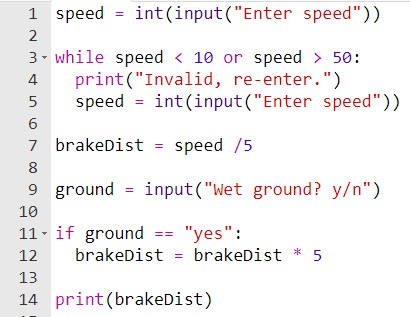 1 speed = int(input("Enter speed"))
2
3 while speed < 10 or speed > 50:
4 print("Invalid, re-enter.")
5 speed = int(input("Enter speed"))
6
7 brakeDist = speed /5
8
9 ground = input("Wet ground? y/n")
10
11 if ground == "yes":
12 brakeDist = brakeDist * 5
13
14 print(brakeDist)